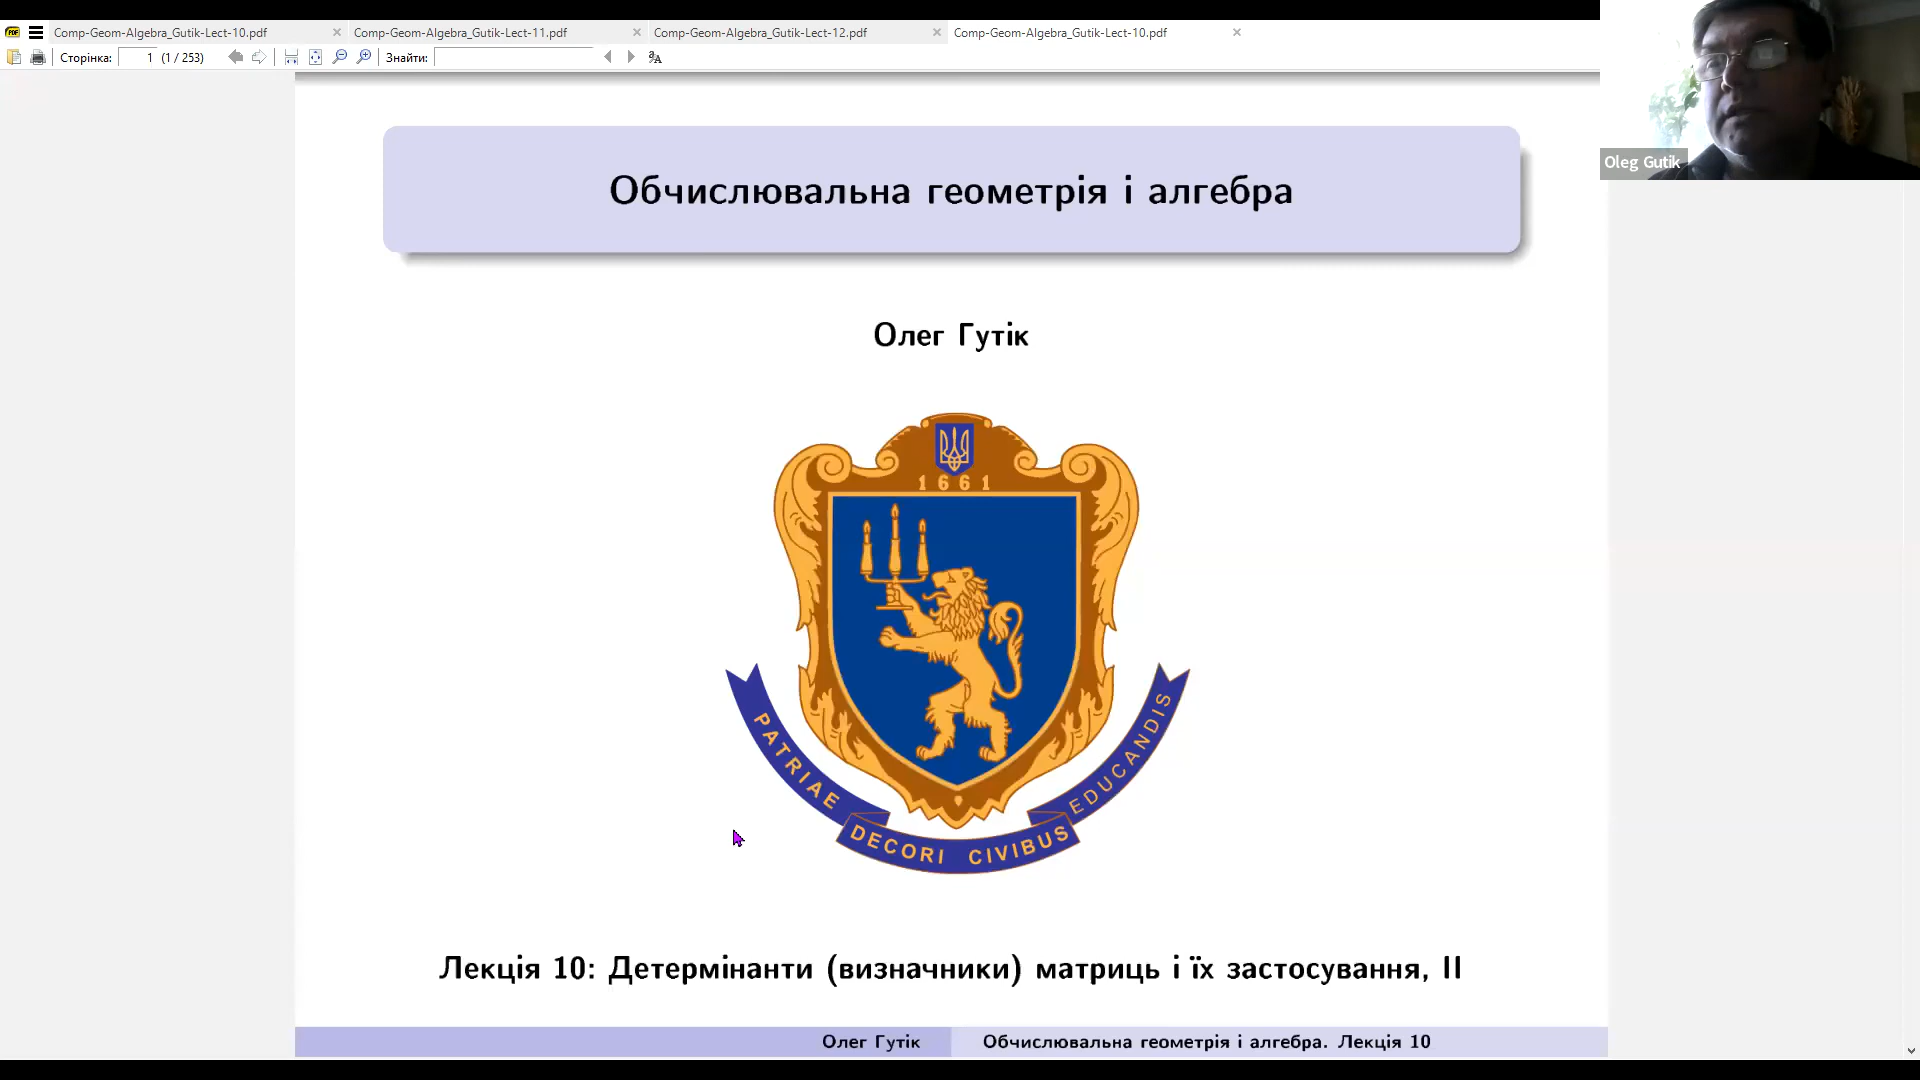 Comp-Geom-Algebra_Gutik-Lect-10.pdf
Comp-Geom-Algebra_Gutik-Lect-11.pdf
Comp-Geom-Algebra_Gutik-Lect-12.pdf
Comp-Geom-Algebra_Gutik-Lect-10.pdf
Сторінка: 1 (1 / 253)
Знайти:
Oleg Gutik
Обчислювальна геометрія і алгебра
Олег Гутік
1661
PATRIAE DECORI CIVIBUS EDUCANDIS
Лекція 10: Детермінанти (визначники) матриць і їх застосування, II
Олег Гутік
Обчислювальна геометрія і алгебра. Лекція 10